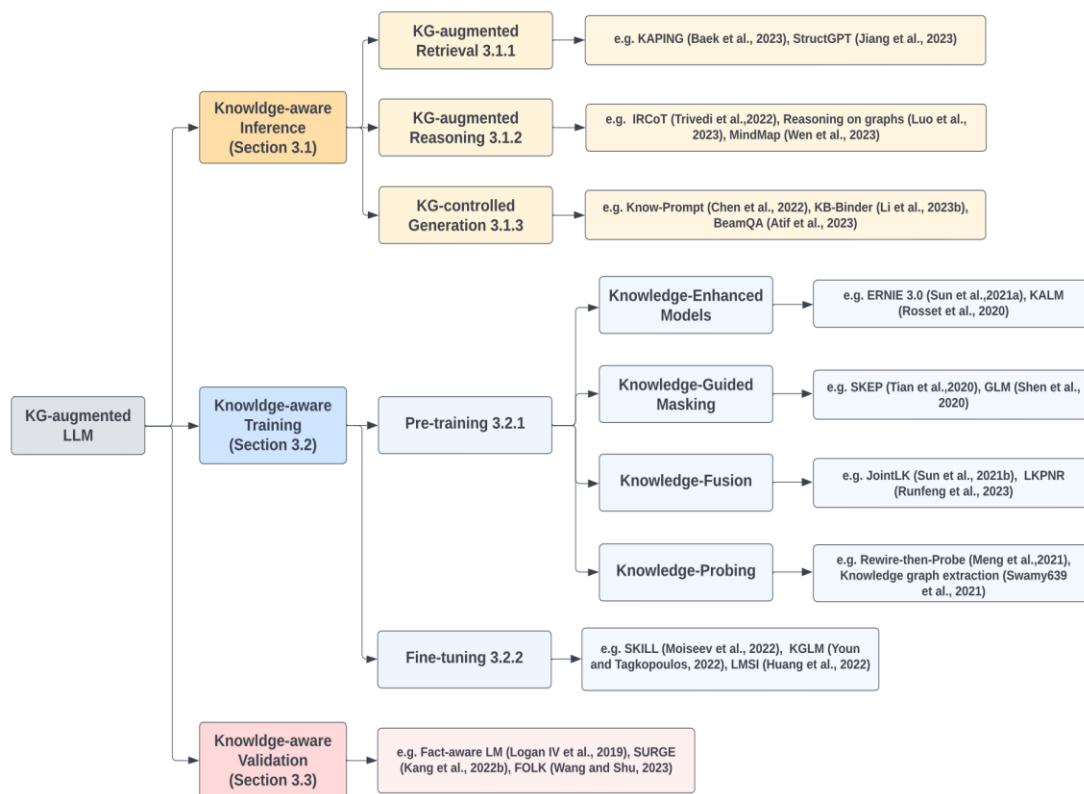 KG-augmented
LLM
Knowldge-aware
Inference
(Section 3.1)
KG-augmented
Retrieval 3.1.1
e.g. KAPING (Baek et al., 2023), StructGPT (Jiang et al., 2023)
KG-augmented
Reasoning 3.1.2
e.g. IRCoT (Trivedi et al.,2022), Reasoning on graphs (Luo et al.,
2023), MindMap (Wen et al., 2023)
KG-controlled
Generation 3.1.3
e.g. Know-Prompt (Chen et al., 2022), KB-Binder (Li et al., 2023b),
BeamQA (Atif et al., 2023)
Knowldge-aware
Training
(Section 3.2)
Pre-training 3.2.1
Knowledge-Enhanced
Models
e.g. ERNIE 3.0 (Sun et al.,2021a), KALM
(Rosset et al., 2020)
Knowledge-Guided
Masking
e.g. SKEP (Tian et al.,2020), GLM (Shen et al.,
2020)
Knowledge-Fusion
e.g. JointLK (Sun et al., 2021b), LKPNR
(Runfeng et al., 2023)
Knowledge-Probing
e.g. Rewire-then-Probe (Meng et al.,2021),
Knowledge graph extraction (Swamy639
et al., 2021)
Fine-tuning 3.2.2
e.g. SKILL (Moiseev et al., 2022), KGLM (Youn
and Tagkopoulos, 2022), LMSI (Huang et al., 2022)
Knowldge-aware
Validation
(Section 3.3)
e.g. Fact-aware LM (Logan IV et al., 2019), SURGE
(Kang et al., 2022b), FOLK (Wang and Shu, 2023)